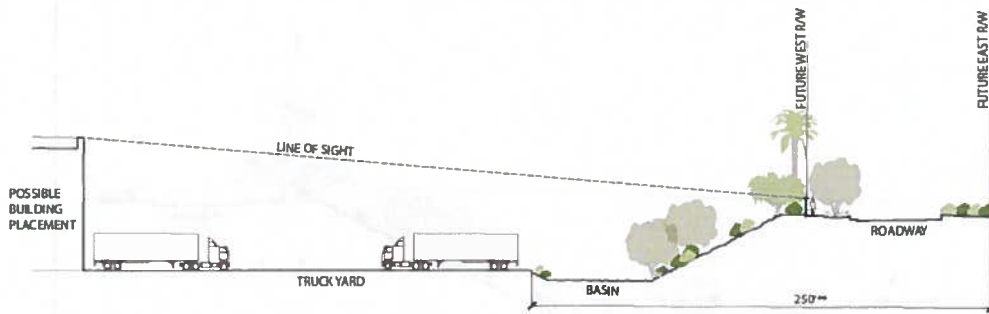 FUTURE WEST R/W
FUTURE EAST R/W
LINE OF SIGHT
POSSIBLE
BUILDING
PLACEMENT
ROADWAY
TRUCK YARD
BASIN
250'